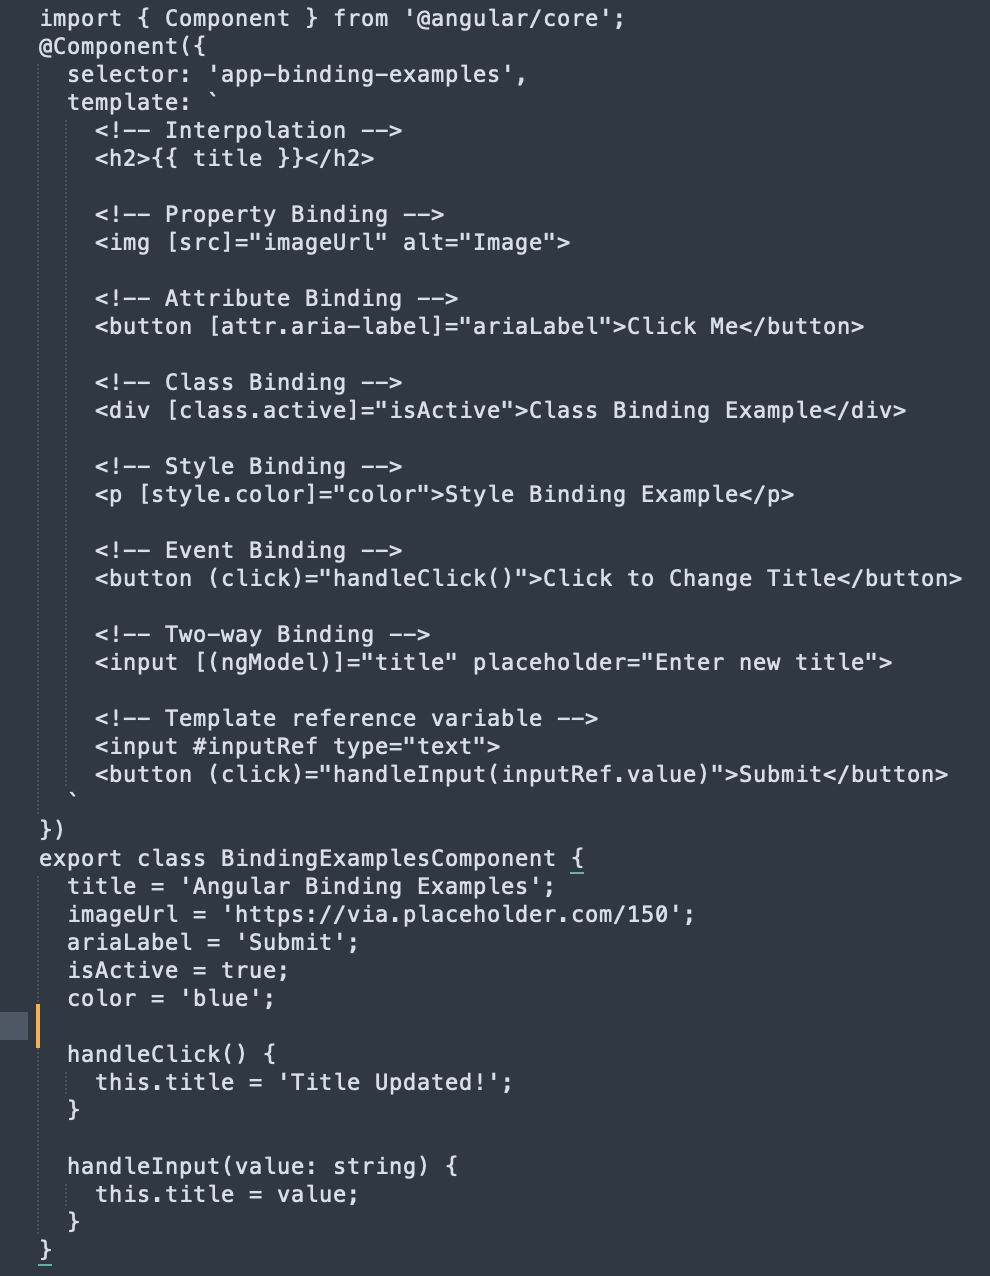 import { Component } from '@angular/core';
@Component({
  selector: 'app-binding-examples',
  template: `
    <!-- Interpolation -->
    <h2>{{ title }}</h2>

    <!-- Property Binding -->
    <img [src]="imageUrl" alt="Image">

    <!-- Attribute Binding -->
    <button [attr.aria-label]="ariaLabel">Click Me</button>

    <!-- Class Binding -->
    <div [class.active]="isActive">Class Binding Example</div>

    <!-- Style Binding -->
    <p [style.color]="color">Style Binding Example</p>

    <!-- Event Binding -->
    <button (click)="handleClick()">Click to Change Title</button>

    <!-- Two-way Binding -->
    <input [(ngModel)]="title" placeholder="Enter new title">

    <!-- Template reference variable -->
    <input #inputRef type="text">
    <button (click)="handleInput(inputRef.value)">Submit</button>
  `
})
export class BindingExamplesComponent {
  title = 'Angular Binding Examples';
  imageUrl = 'https://via.placeholder.com/150';
  ariaLabel = 'Submit';
  isActive = true;
  color = 'blue';

  handleClick() {
    this.title = 'Title Updated!';
  }

  handleInput(value: string) {
    this.title = value;
  }
}